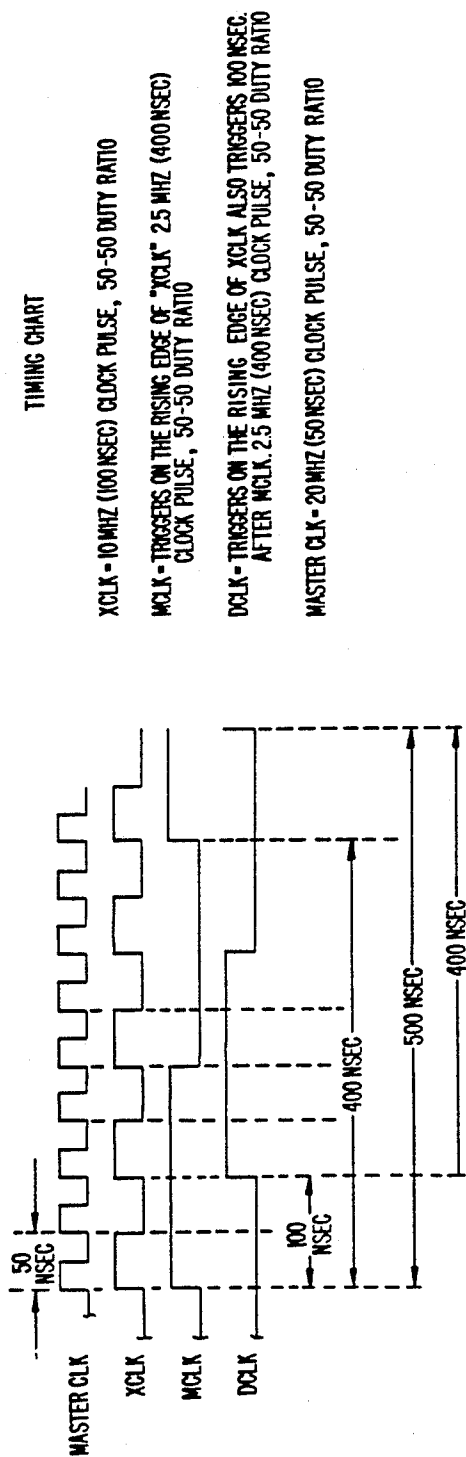 TIMING CHART
XCLK = 10 MHZ (100 NSEC) CLOCK PULSE, 50-50 DUTY RATIO
MCLK = TRIGGERS ON THE RISING EDGE OF "XCLK" 2.5 MHZ (400 NSEC)
CLOCK PULSE, 50-50 DUTY RATIO
DCLK = TRIGGERS ON THE RISING EDGE OF XCLK ALSO TRIGGERS 100 NSEC.
AFTER MCLK. 2.5 MHZ (400 NSEC) CLOCK PULSE, 50-50 DUTY RATIO
MASTER CLK = 20 MHZ (50 NSEC) CLOCK PULSE, 50-50 DUTY RATIO
50
NSEC
MASTER CLK
XCLK
MCLK
DCLK
100
NSEC
400 NSEC
500 NSEC
400 NSEC